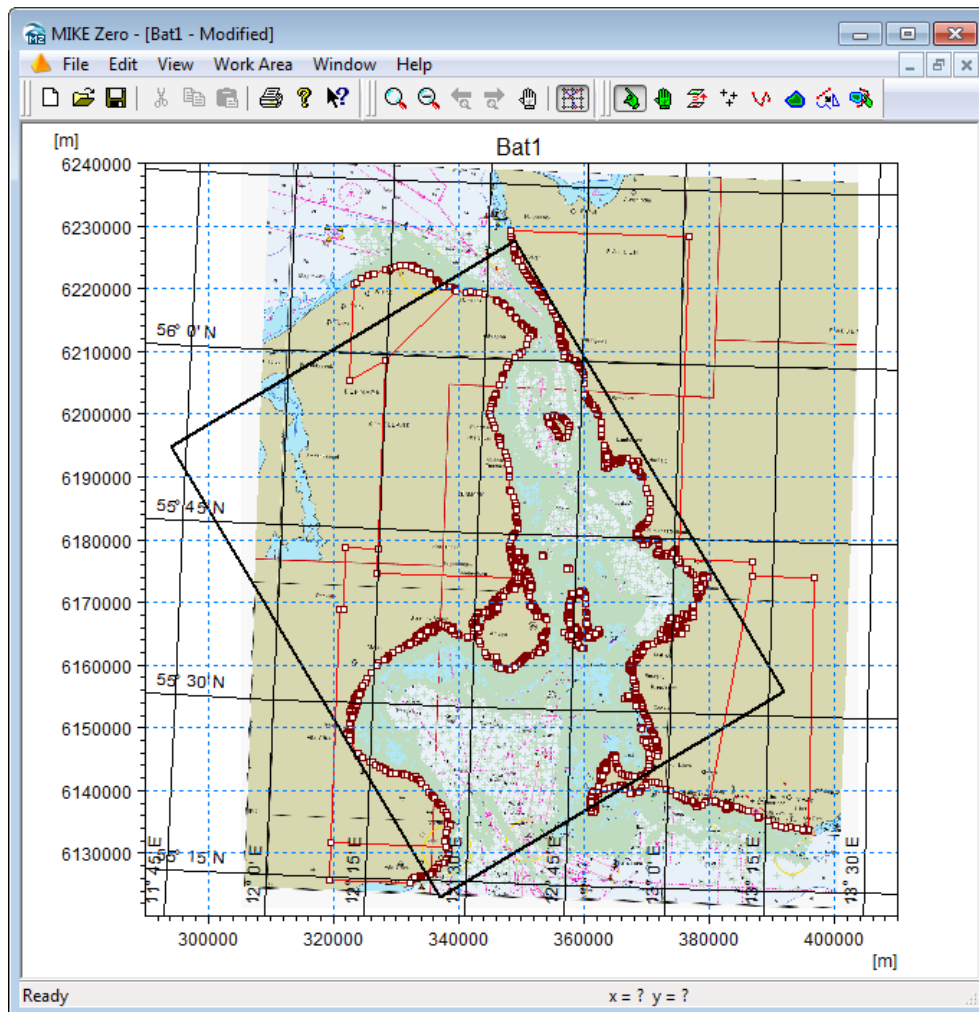 MIKE Zero - [Bat1 - Modified]
File Edit View Work Area Window Help
Bat1
[m]
6240000
6230000
6220000
6210000
6200000
6190000
6180000
6170000
6160000
6150000
6140000
6130000
56° 0' N
55° 45' N
55° 30' N
55° 15' N
11° 45' E
12° 0' E
12° 15' E
12° 30' E
12° 45' E
13° 0' E
13° 15' E
13° 30' E
300000 320000 340000 360000 380000 400000
[m]
Ready x = ? y = ?